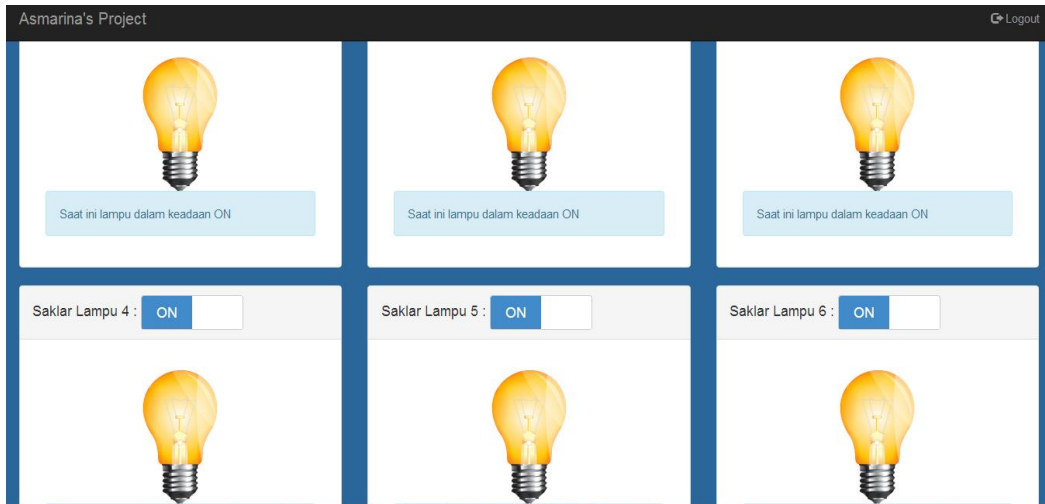 Asmarina's Project
Logout
Saat ini lampu dalam keadaan ON
Saat ini lampu dalam keadaan ON
Saat ini lampu dalam keadaan ON
Saklar Lampu 4 : ON
Saklar Lampu 5 : ON
Saklar Lampu 6 : ON